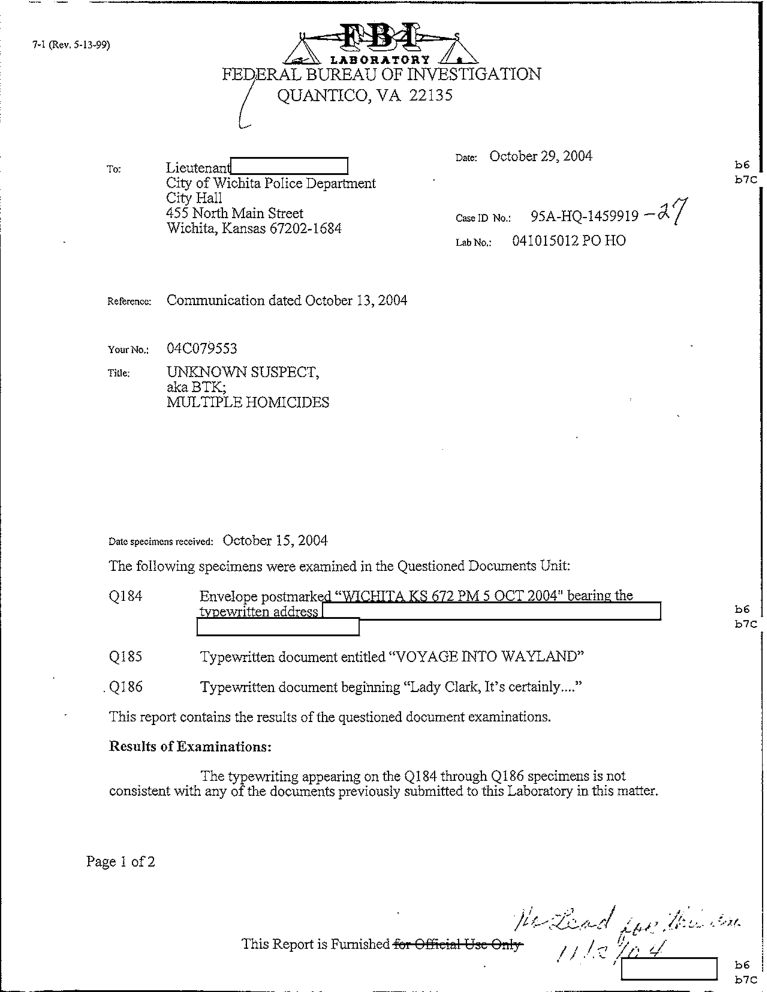 7-1 (Rev. 5-13-99)
FBI
LABORATORY
FEDERAL BUREAU OF INVESTIGATION
QUANTICO, VA 22135
Date: October 29, 2004
To: Lieutenant
b6
b7C
City of Wichita Police Department
City Hall
455 North Main Street
Wichita, Kansas 67202-1684
Case ID No.: 95A-HQ-1459919 -27
Lab No.: 041015012 PO HO
Reference: Communication dated October 13, 2004
Your No.: 04C079553
Title: UNKNOWN SUSPECT,
aka BTK;
MULTIPLE HOMICIDES
Date specimens received: October 15, 2004
The following specimens were examined in the Questioned Documents Unit:
Q184 Envelope postmarked “WICHITA KS 672 PM 5 OCT 2004" bearing the
typewritten address
b6
b7C
Q185 Typewritten document entitled “VOYAGE INTO WAYLAND”
Q186 Typewritten document beginning “Lady Clark, It's certainly....”
This report contains the results of the questioned document examinations.
Results of Examinations:
The typewriting appearing on the Q184 through Q186 specimens is not
consistent with any of the documents previously submitted to this Laboratory in this matter.
Page 1 of 2
Lead for this
This Report is Furnished for Official Use Only
11/2/04
b6
b7C